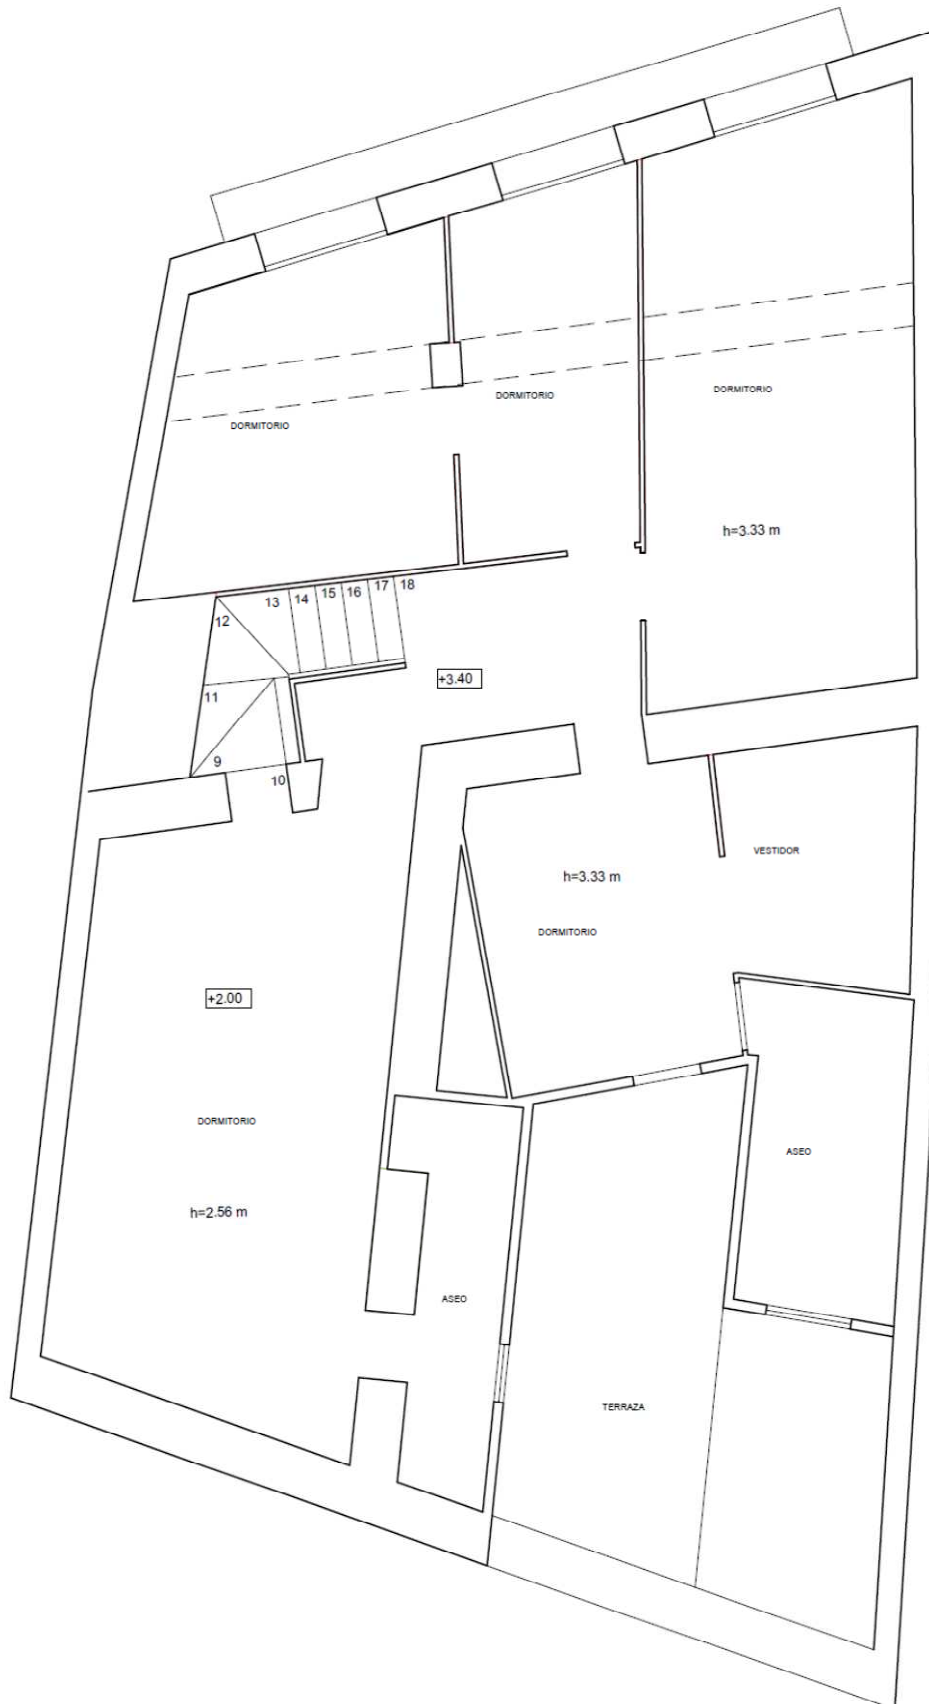 DORMITORIO
DORMITORIO
DORMITORIO
h=3.33 m
13
14
15
16
17
18
12
11
9
10
+3.40
VESTIDOR
h=3.33 m
DORMITORIO
+2.00
DORMITORIO
ASEO
h=2.56 m
ASEO
TERRAZA